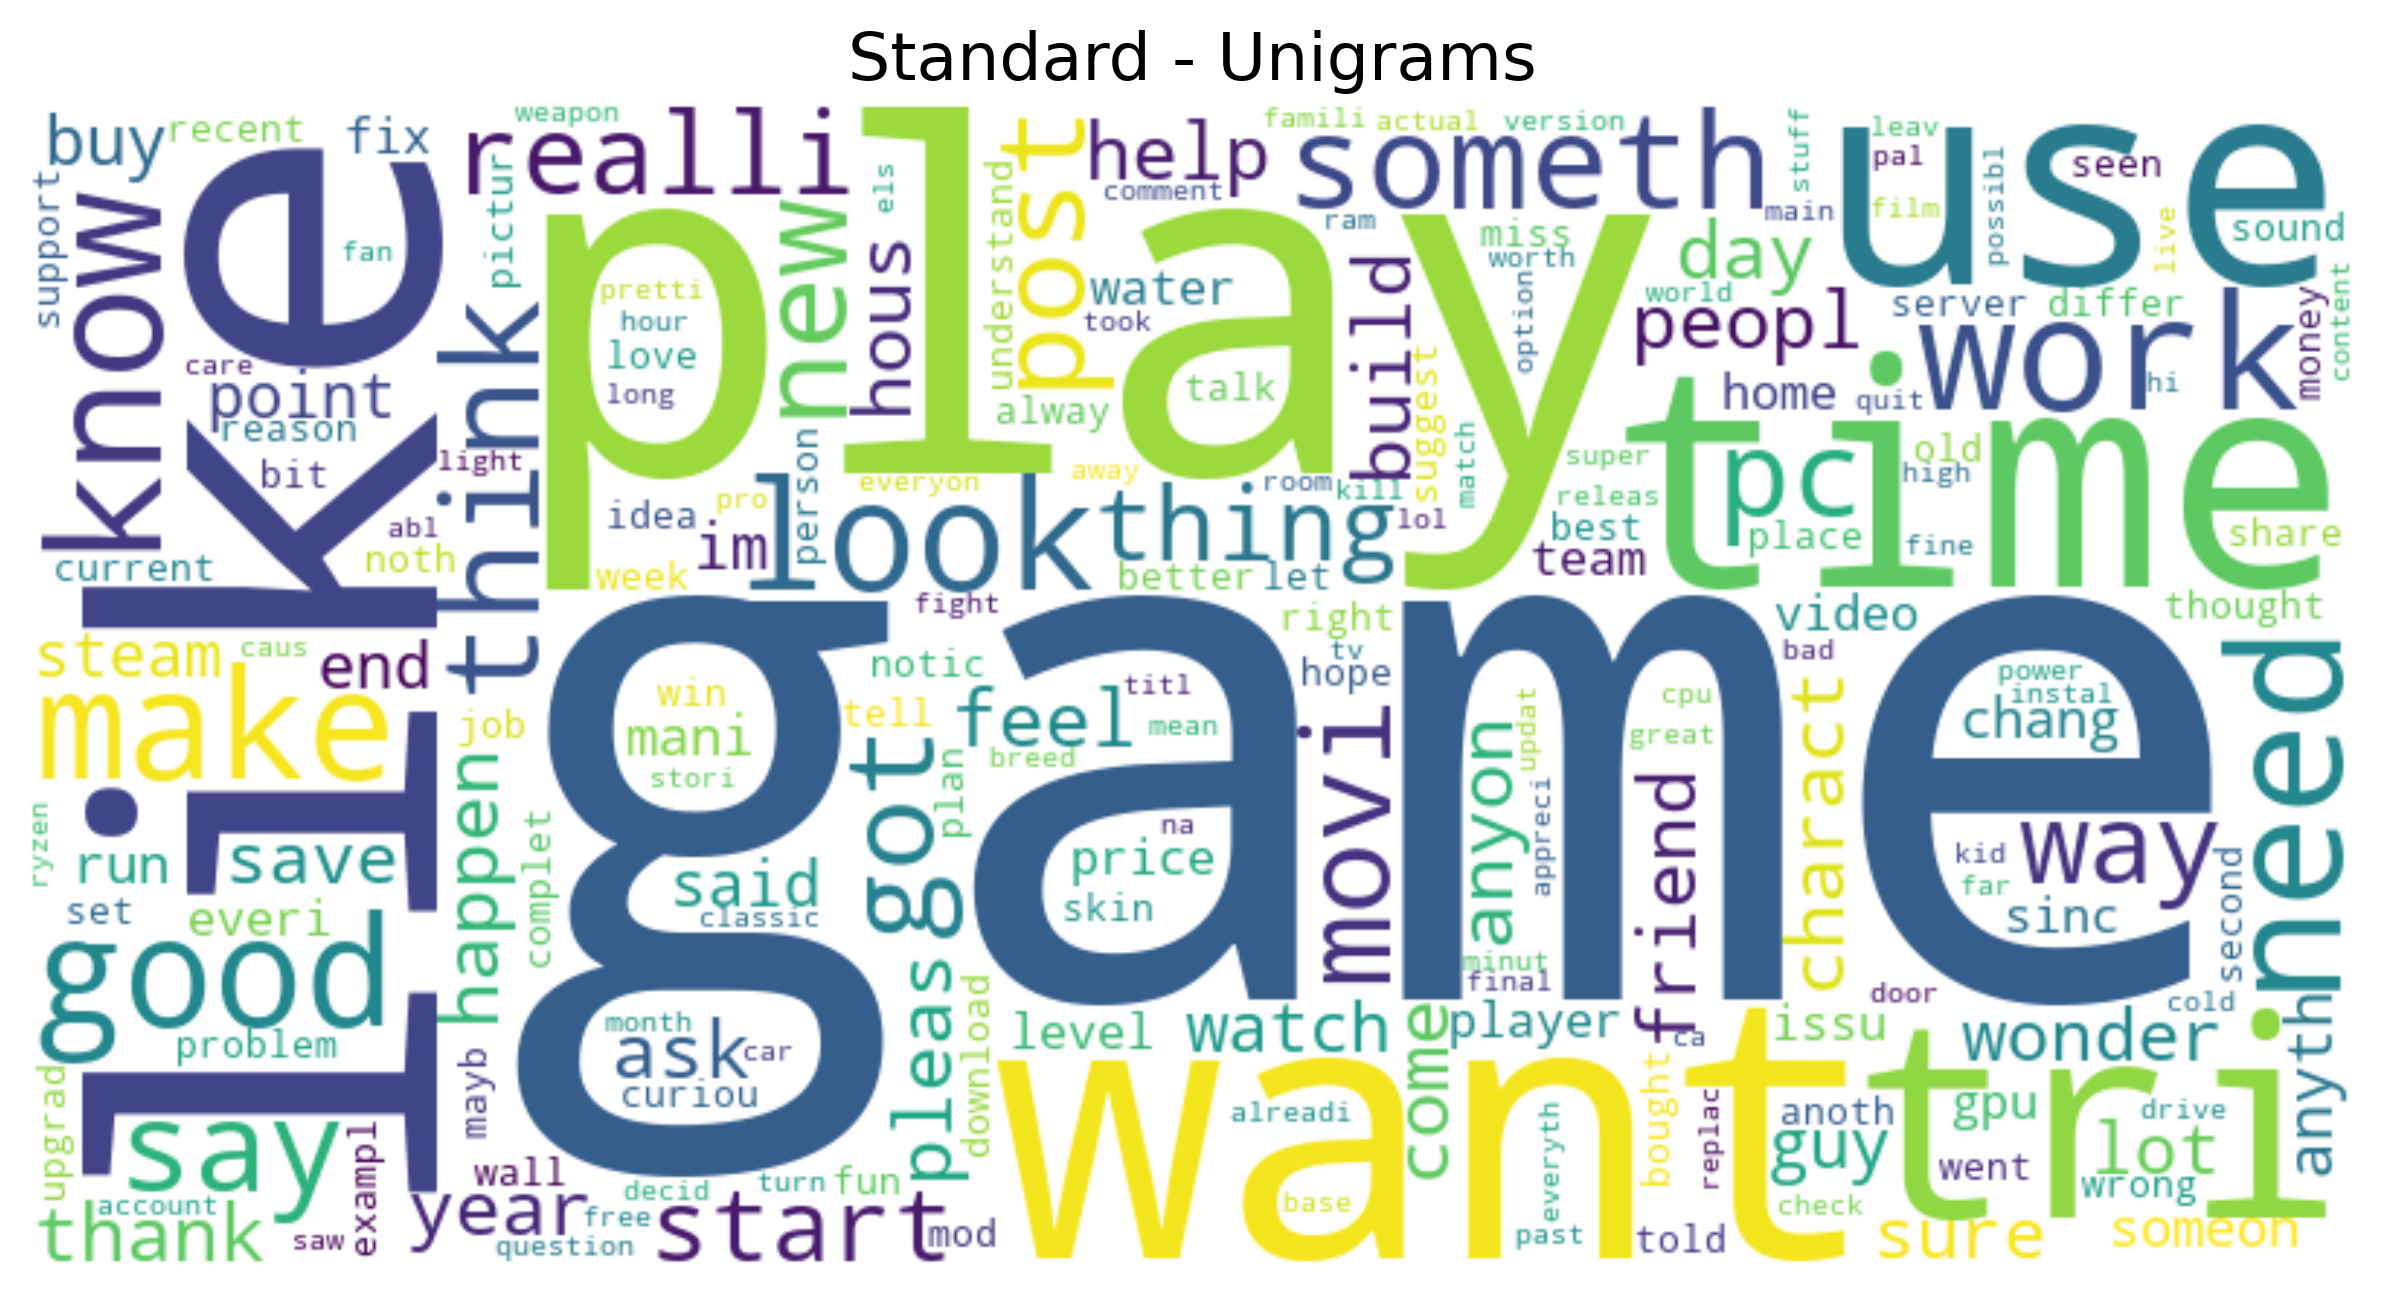 Standard - Unigrams
buy
recent
fix
weapon
realli
play
post
help
famili
actual
version
someth
stuff
leav
pal
use
seen
support
know
like
fan
pictur
new
els
hous
understand
comment
ram
main
film
possibl
live
sound
miss
worth
day
water
build
option
world
peopl
server
differ
content
money
took
pretti
hour
love
long
care
point
reason
bit
think
light
alway
talk
suggest
match
home
quit
work
hi
time
super
pc
old
high
away
everyon
person
pro
idea
im
look
thing
room
kill
lol
releas
best
team
place
fine
share
abl
noth
current
week
better
let
fight
right
video
thought
steam
caus
end
make
game
notic
titl
tv
hope
bad
power
instal
chang
need
job
win
mani
stori
tell
feel
mean
breed
movi
cpu
great
updat
anyon
charact
happen
got
plan
na
price
skin
appreci
friend
kid
far
way
sinc
second
ryzen
run
save
said
classic
complet
set
everi
good
problem
minut
final
door
cold
month
ask
car
curiou
pleas
download
level
watch
come
player
ca
issu
wonder
anyth
upgrad
say
exampl
mayb
want
alreadi
everyth
bought
replac
anoth
guy
tri
gpu
drive
lot
went
wrong
wall
year
decid
turn
fun
free
base
check
account
thank
saw
question
start
mod
past
told
sure
someon